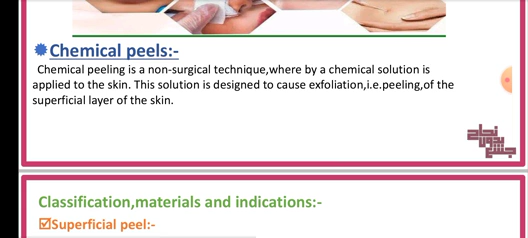 Chemical peels:-
Chemical peeling is a non-surgical technique,where by a chemical solution is
applied to the skin. This solution is designed to cause exfoliation,i.e.peeling,of the
superficial layer of the skin.
نجاح
بدون
Classification,materials and indications:-
☑Superficial peel:-